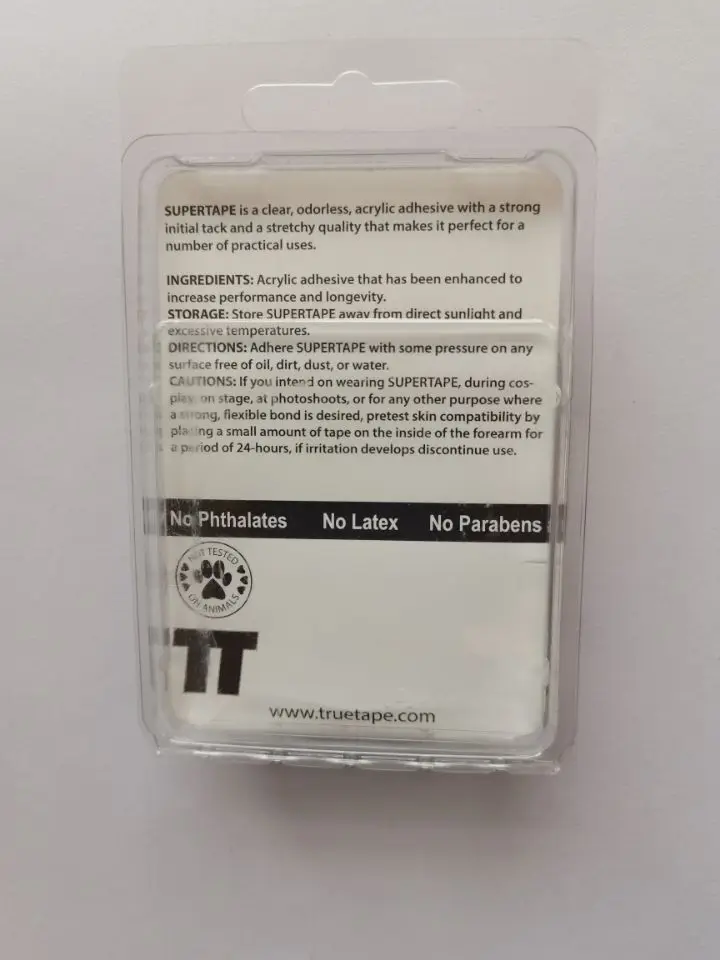 SUPERTAPE is a clear, odorless, acrylic adhesive with a strong
initial tack and a stretchy quality that makes it perfect for a
number of practical uses.
INGREDIENTS: Acrylic adhesive that has been enhanced to
increase performance and longevity.
STORAGE: Store SUPERTAPE away from direct sunlight and
excessive temperatures.
DIRECTIONS: Adhere SUPERTAPE with some pressure on any
surface free of oil, dirt, dust, or water.
CAUTIONS: If you intend on wearing SUPERTAPE, during cos-
play, on stage, at photoshoots, or for any other purpose where
a strong, flexible bond is desired, pretest skin compatibility by
placing a small amount of tape on the inside of the forearm for
a period of 24-hours, if irritation develops discontinue use.
No Phthalates No Latex No Parabens
NOT TESTED
ON ANIMALS
TT
www.truetape.com